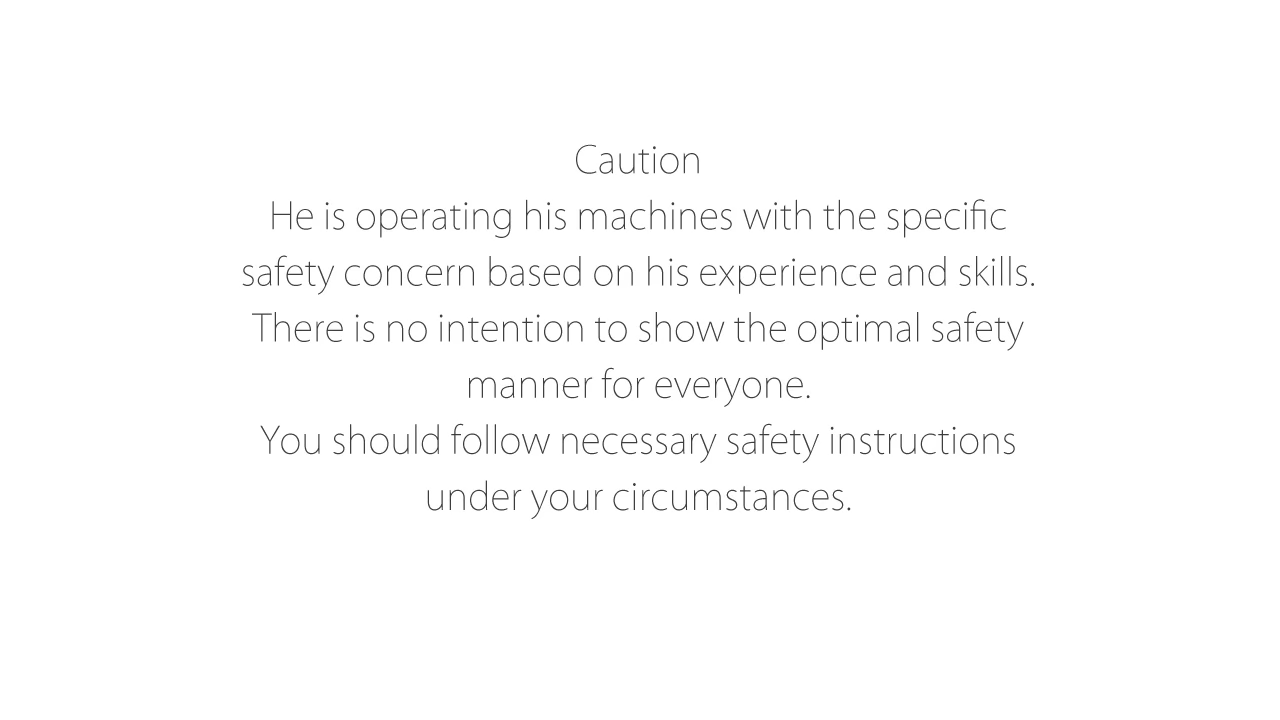 Caution
He is operating his machines with the specific
safety concern based on his experience and skills.
There is no intention to show the optimal safety
manner for everyone.
You should follow necessary safety instructions
under your circumstances.